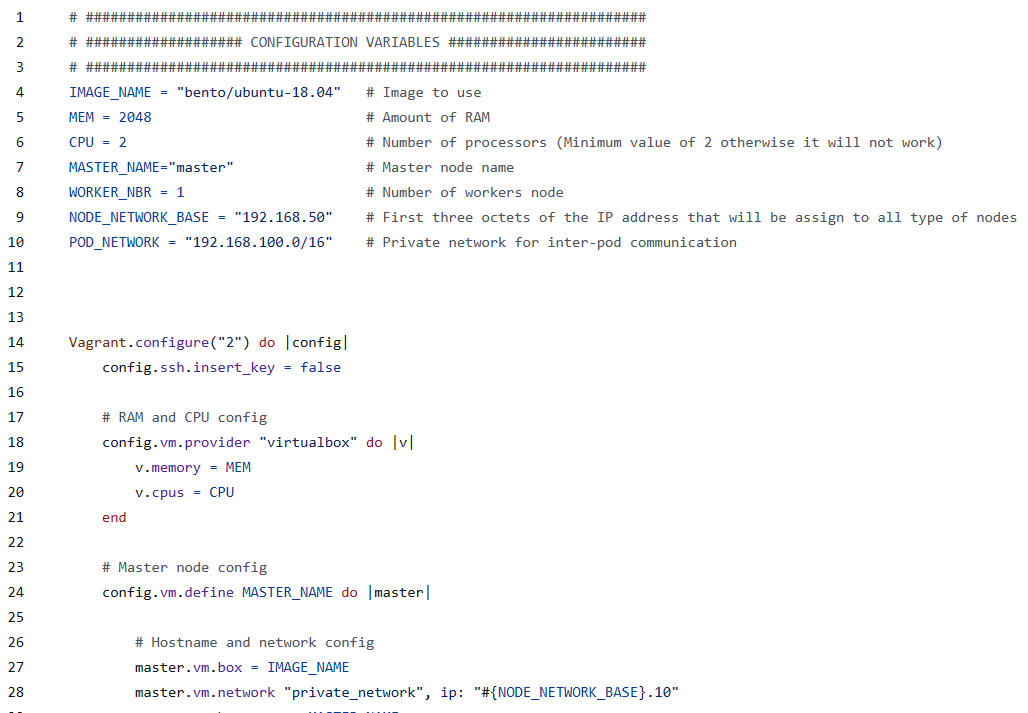 1 # ####################################################################
2 # ################### CONFIGURATION VARIABLES ########################
3 # ####################################################################
4 IMAGE_NAME = "bento/ubuntu-18.04"   # Image to use
5 MEM = 2048                          # Amount of RAM
6 CPU = 2                             # Number of processors (Minimum value of 2 otherwise it will not work)
7 MASTER_NAME="master"                # Master node name
8 WORKER_NBR = 1                      # Number of workers node
9 NODE_NETWORK_BASE = "192.168.50"    # First three octets of the IP address that will be assign to all type of nodes
10 POD_NETWORK = "192.168.100.0/16"    # Private network for inter-pod communication
11
12
13
14 Vagrant.configure("2") do |config|
15     config.ssh.insert_key = false
16
17     # RAM and CPU config
18     config.vm.provider "virtualbox" do |v|
19         v.memory = MEM
20         v.cpus = CPU
21     end
22
23     # Master node config
24     config.vm.define MASTER_NAME do |master|
25
26         # Hostname and network config
27         master.vm.box = IMAGE_NAME
28         master.vm.network "private_network", ip: "#{NODE_NETWORK_BASE}.10"